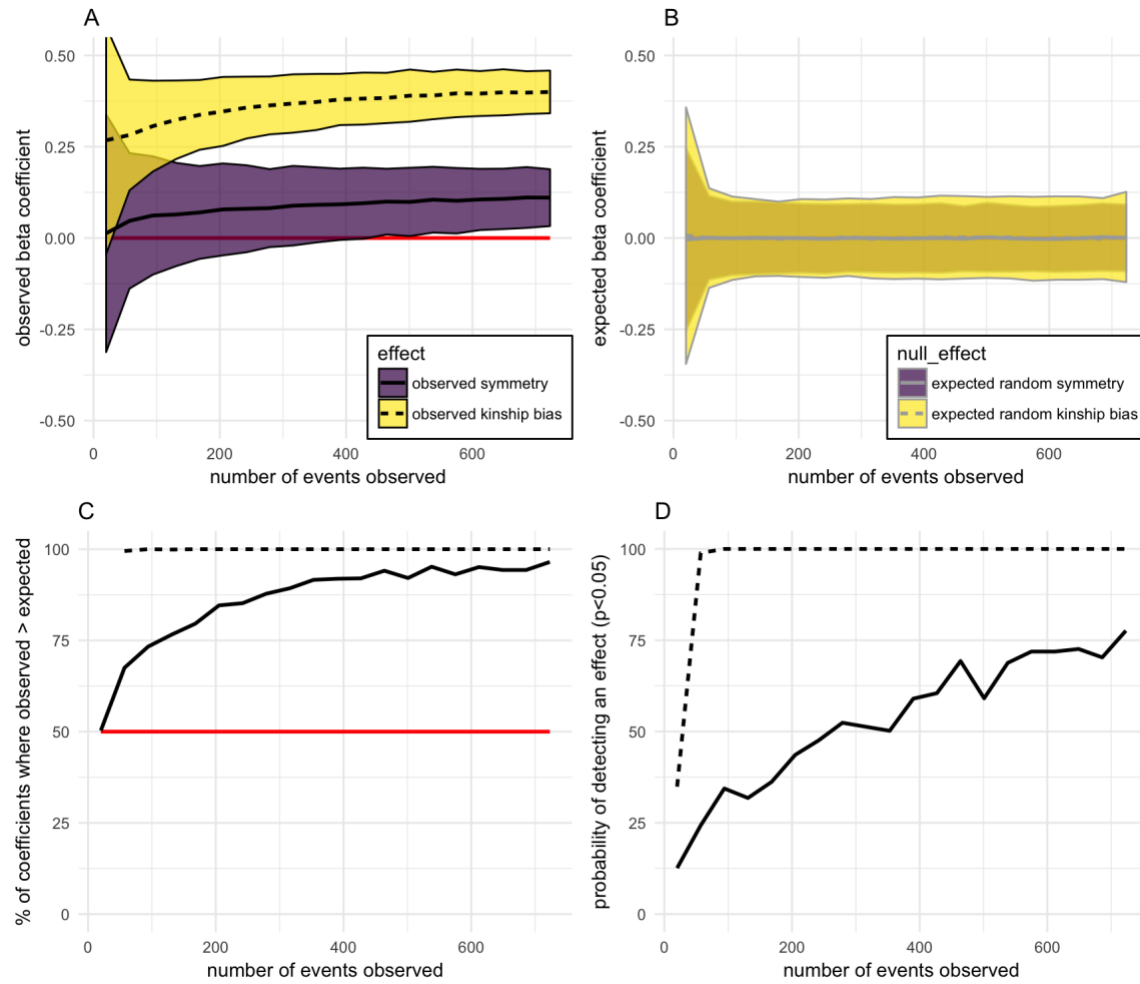 A
observed beta coefficient
0.50
0.25
0.00
-0.25
-0.50
effect
observed symmetry
observed kinship bias
0
200
400
600
number of events observed
B
expected beta coefficient
0.50
0.25
0.00
-0.25
-0.50
null_effect
expected random symmetry
expected random kinship bias
0
200
400
600
number of events observed
C
% of coefficients where observed > expected
100
75
50
25
0
0
200
400
600
number of events observed
D
probability of detecting an effect (p<0.05)
100
75
50
25
0
0
200
400
600
number of events observed